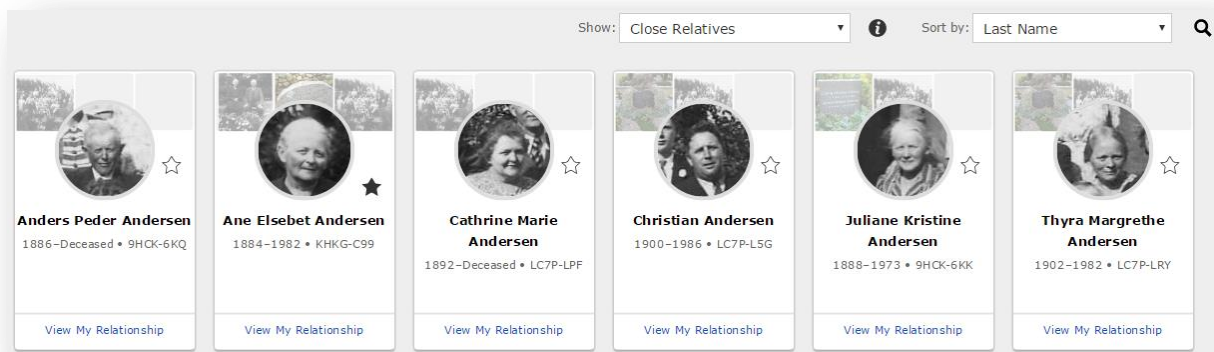 Show: Close Relatives Sort by: Last Name
Anders Peder Andersen
1886–Deceased • 9HCK-6KQ
View My Relationship
Ane Elsebet Andersen
1884–1982 • KHKG-C99
View My Relationship
Cathrine Marie
Andersen
1892–Deceased • LC7P-LPF
View My Relationship
Christian Andersen
1900–1986 • LC7P-L5G
View My Relationship
Juliane Kristine
Andersen
1888–1973 • 9HCK-6KK
View My Relationship
Thyra Margrethe
Andersen
1902–1982 • LC7P-LRY
View My Relationship